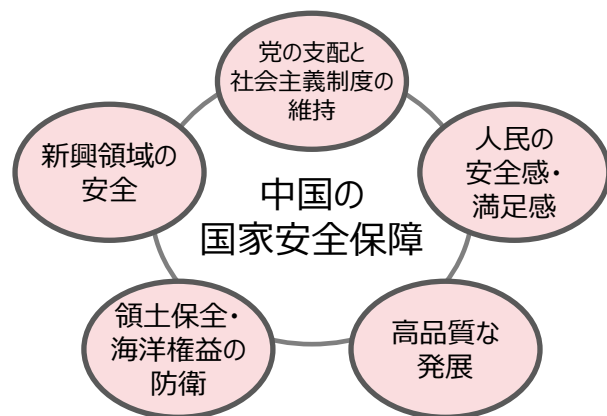 党の支配と
社会主義制度の
維持
人民の
安全感・
満足感
高品質な
発展
領土保全・
海洋権益の
防衛
新興領域の
安全
中国の
国家安全保障